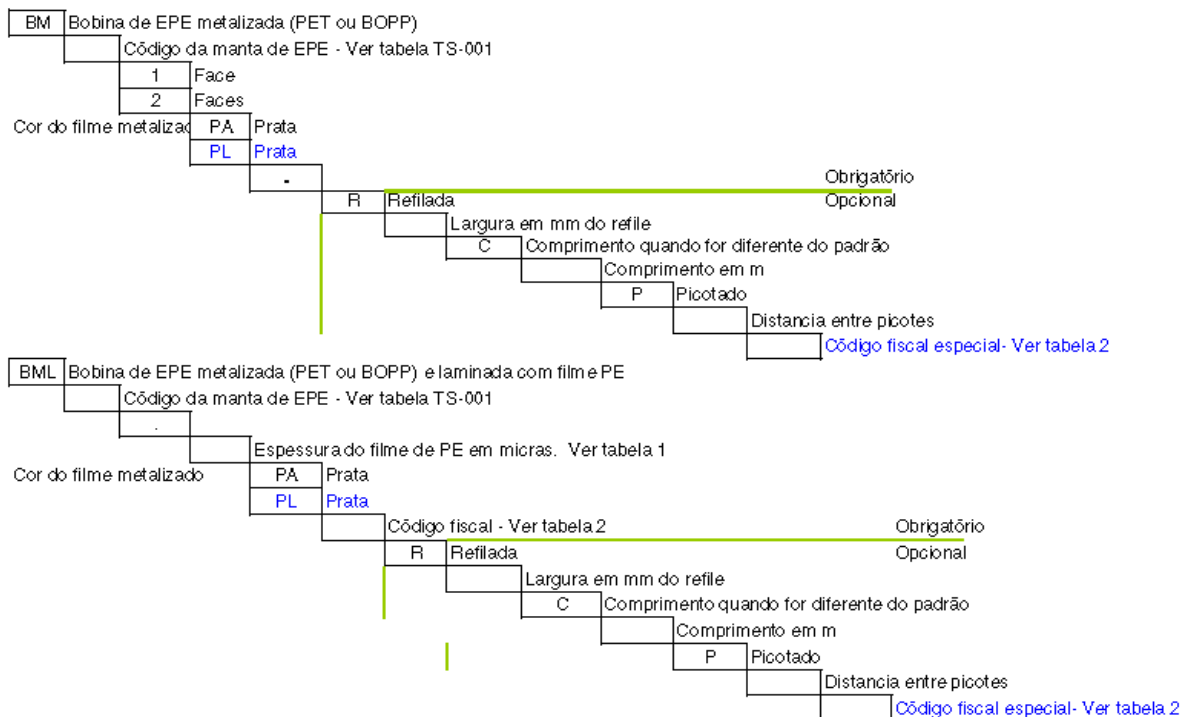 BM Bobina de EPE metalizada (PET ou BOPP)
Código da manta de EPE - Ver tabela TS-001
1 Face
2 Faces
Cor do filme metalizad PA Prata
PL Prata
-
Obrigatório
R Refilada Opcional
Largura em mm do refile
C Comprimento quando for diferente do padrão
Comprimento em m
P Picotado
Distancia entre picotes
Código fiscal especial- Ver tabela 2
BML Bobina de EPE metalizada (PET ou BOPP) e laminada com filme PE
Código da manta de EPE - Ver tabela TS-001
.
Espessura do filme de PE em micras. Ver tabela 1
Cor do filme metalizado PA Prata
PL Prata
Código fiscal - Ver tabela 2 Obrigatório
R Refilada Opcional
Largura em mm do refile
C Comprimento quando for diferente do padrão
Comprimento em m
P Picotado
Distancia entre picotes
Código fiscal especial- Ver tabela 2